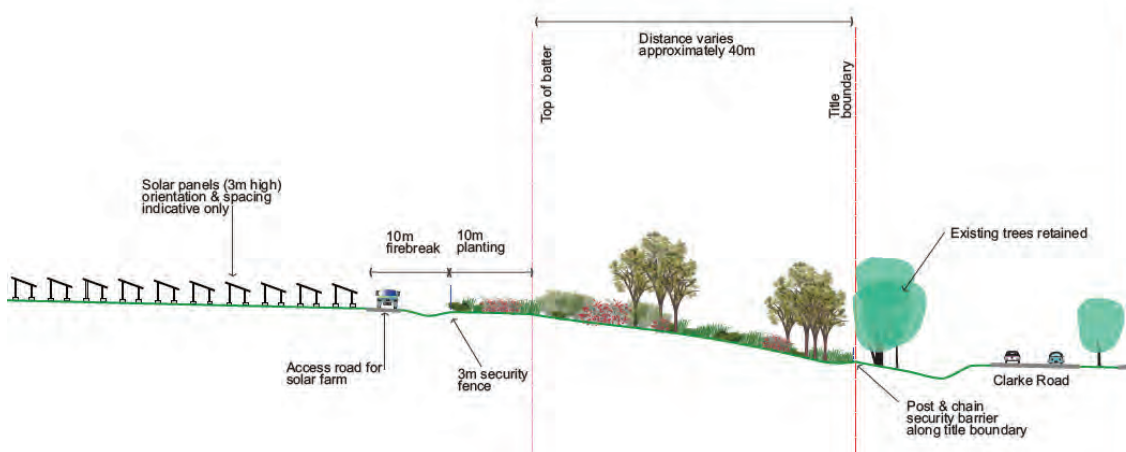 Distance varies
approximately 40m
Top of batter
Title
boundary
Solar panels (3m high)
orientation & spacing
indicative only
10m
firebreak
10m
planting
Existing trees retained
Access road for
solar farm
3m security
fence
Clarke Road
Post & chain
security barrier
along title boundary